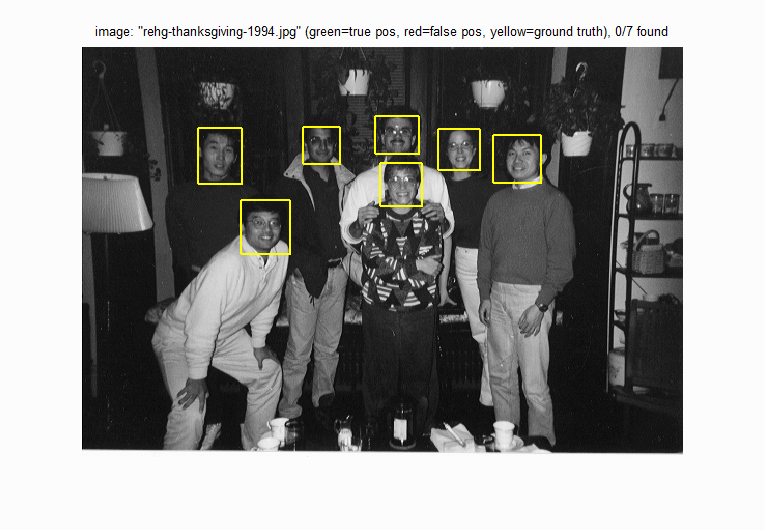 image: "rehg-thanksgiving-1994.jpg" (green=true pos, red=false pos, yellow=ground truth), 0/7 found